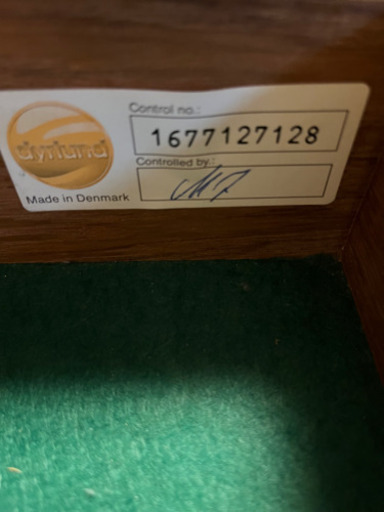 dyrlund
Made in Denmark
Control no.:
1677127128
Controlled by: